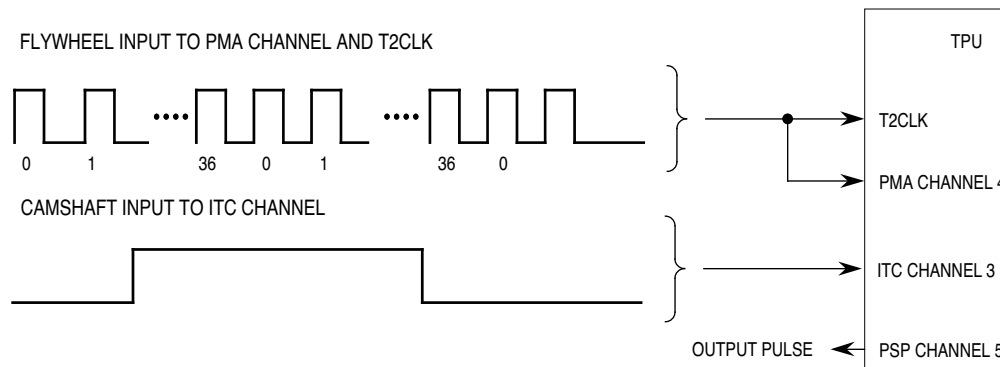 FLYWHEEL INPUT TO PMA CHANNEL AND T2CLK
TPU
0 1 36 0 1 36 0
T2CLK
PMA CHANNEL 4
CAMSHAFT INPUT TO ITC CHANNEL
ITC CHANNEL 3
OUTPUT PULSE
PSP CHANNEL 5